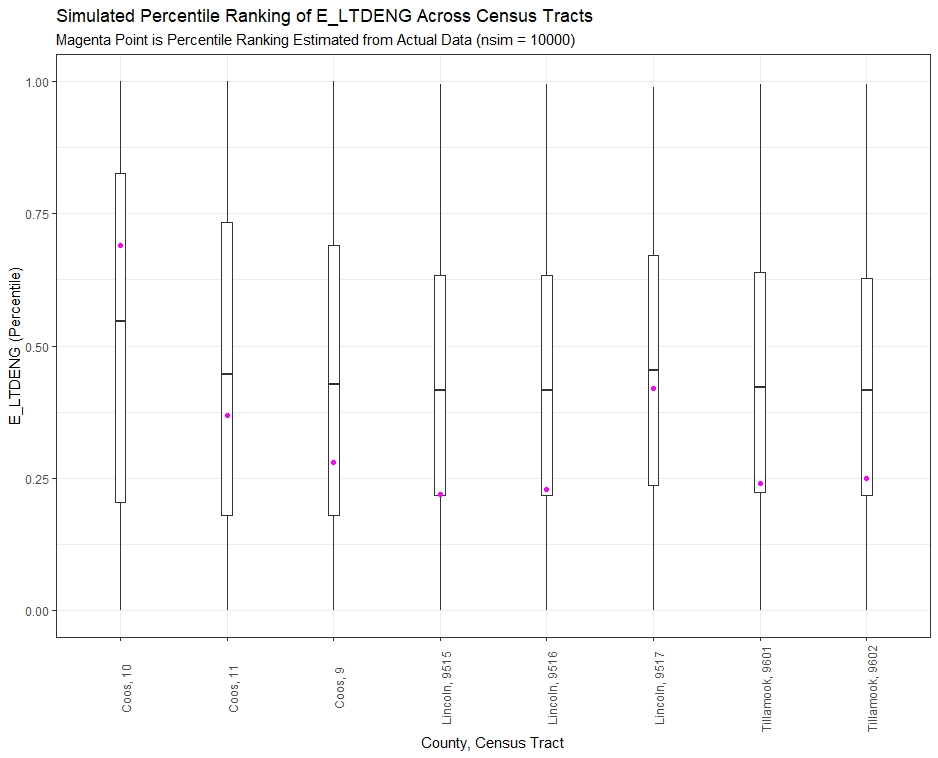 Simulated Percentile Ranking of E_LTDENG Across Census Tracts
Magenta Point is Percentile Ranking Estimated from Actual Data (nsim = 10000)
E_LTDENG (Percentile)
1.00
0.75
0.50
0.25
0.00
Coos, 10
Coos, 11
Coos, 9
Lincoln, 9515
Lincoln, 9516
Lincoln, 9517
Tillamook, 9601
Tillamook, 9602
County, Census Tract